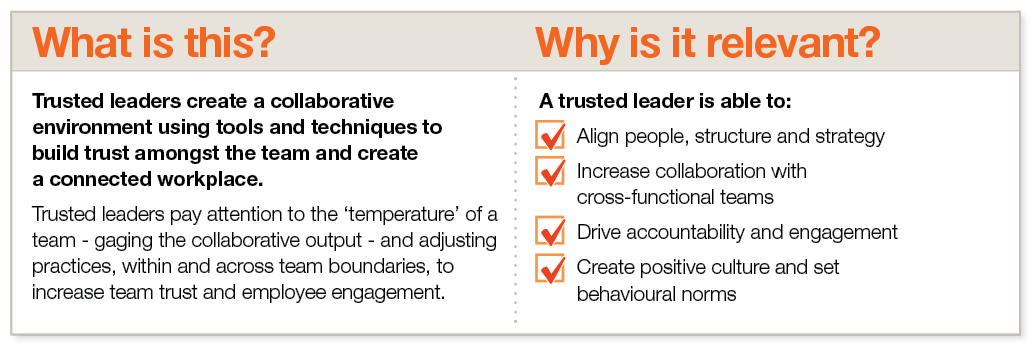 What is this?
Trusted leaders create a collaborative
environment using tools and techniques to
build trust amongst the team and create
a connected workplace.
Trusted leaders pay attention to the ‘temperature’ of a
team - gaging the collaborative output - and adjusting
practices, within and across team boundaries, to
increase team trust and employee engagement.
Why is it relevant?
A trusted leader is able to:
Align people, structure and strategy
Increase collaboration with
cross-functional teams
Drive accountability and engagement
Create positive culture and set
behavioural norms